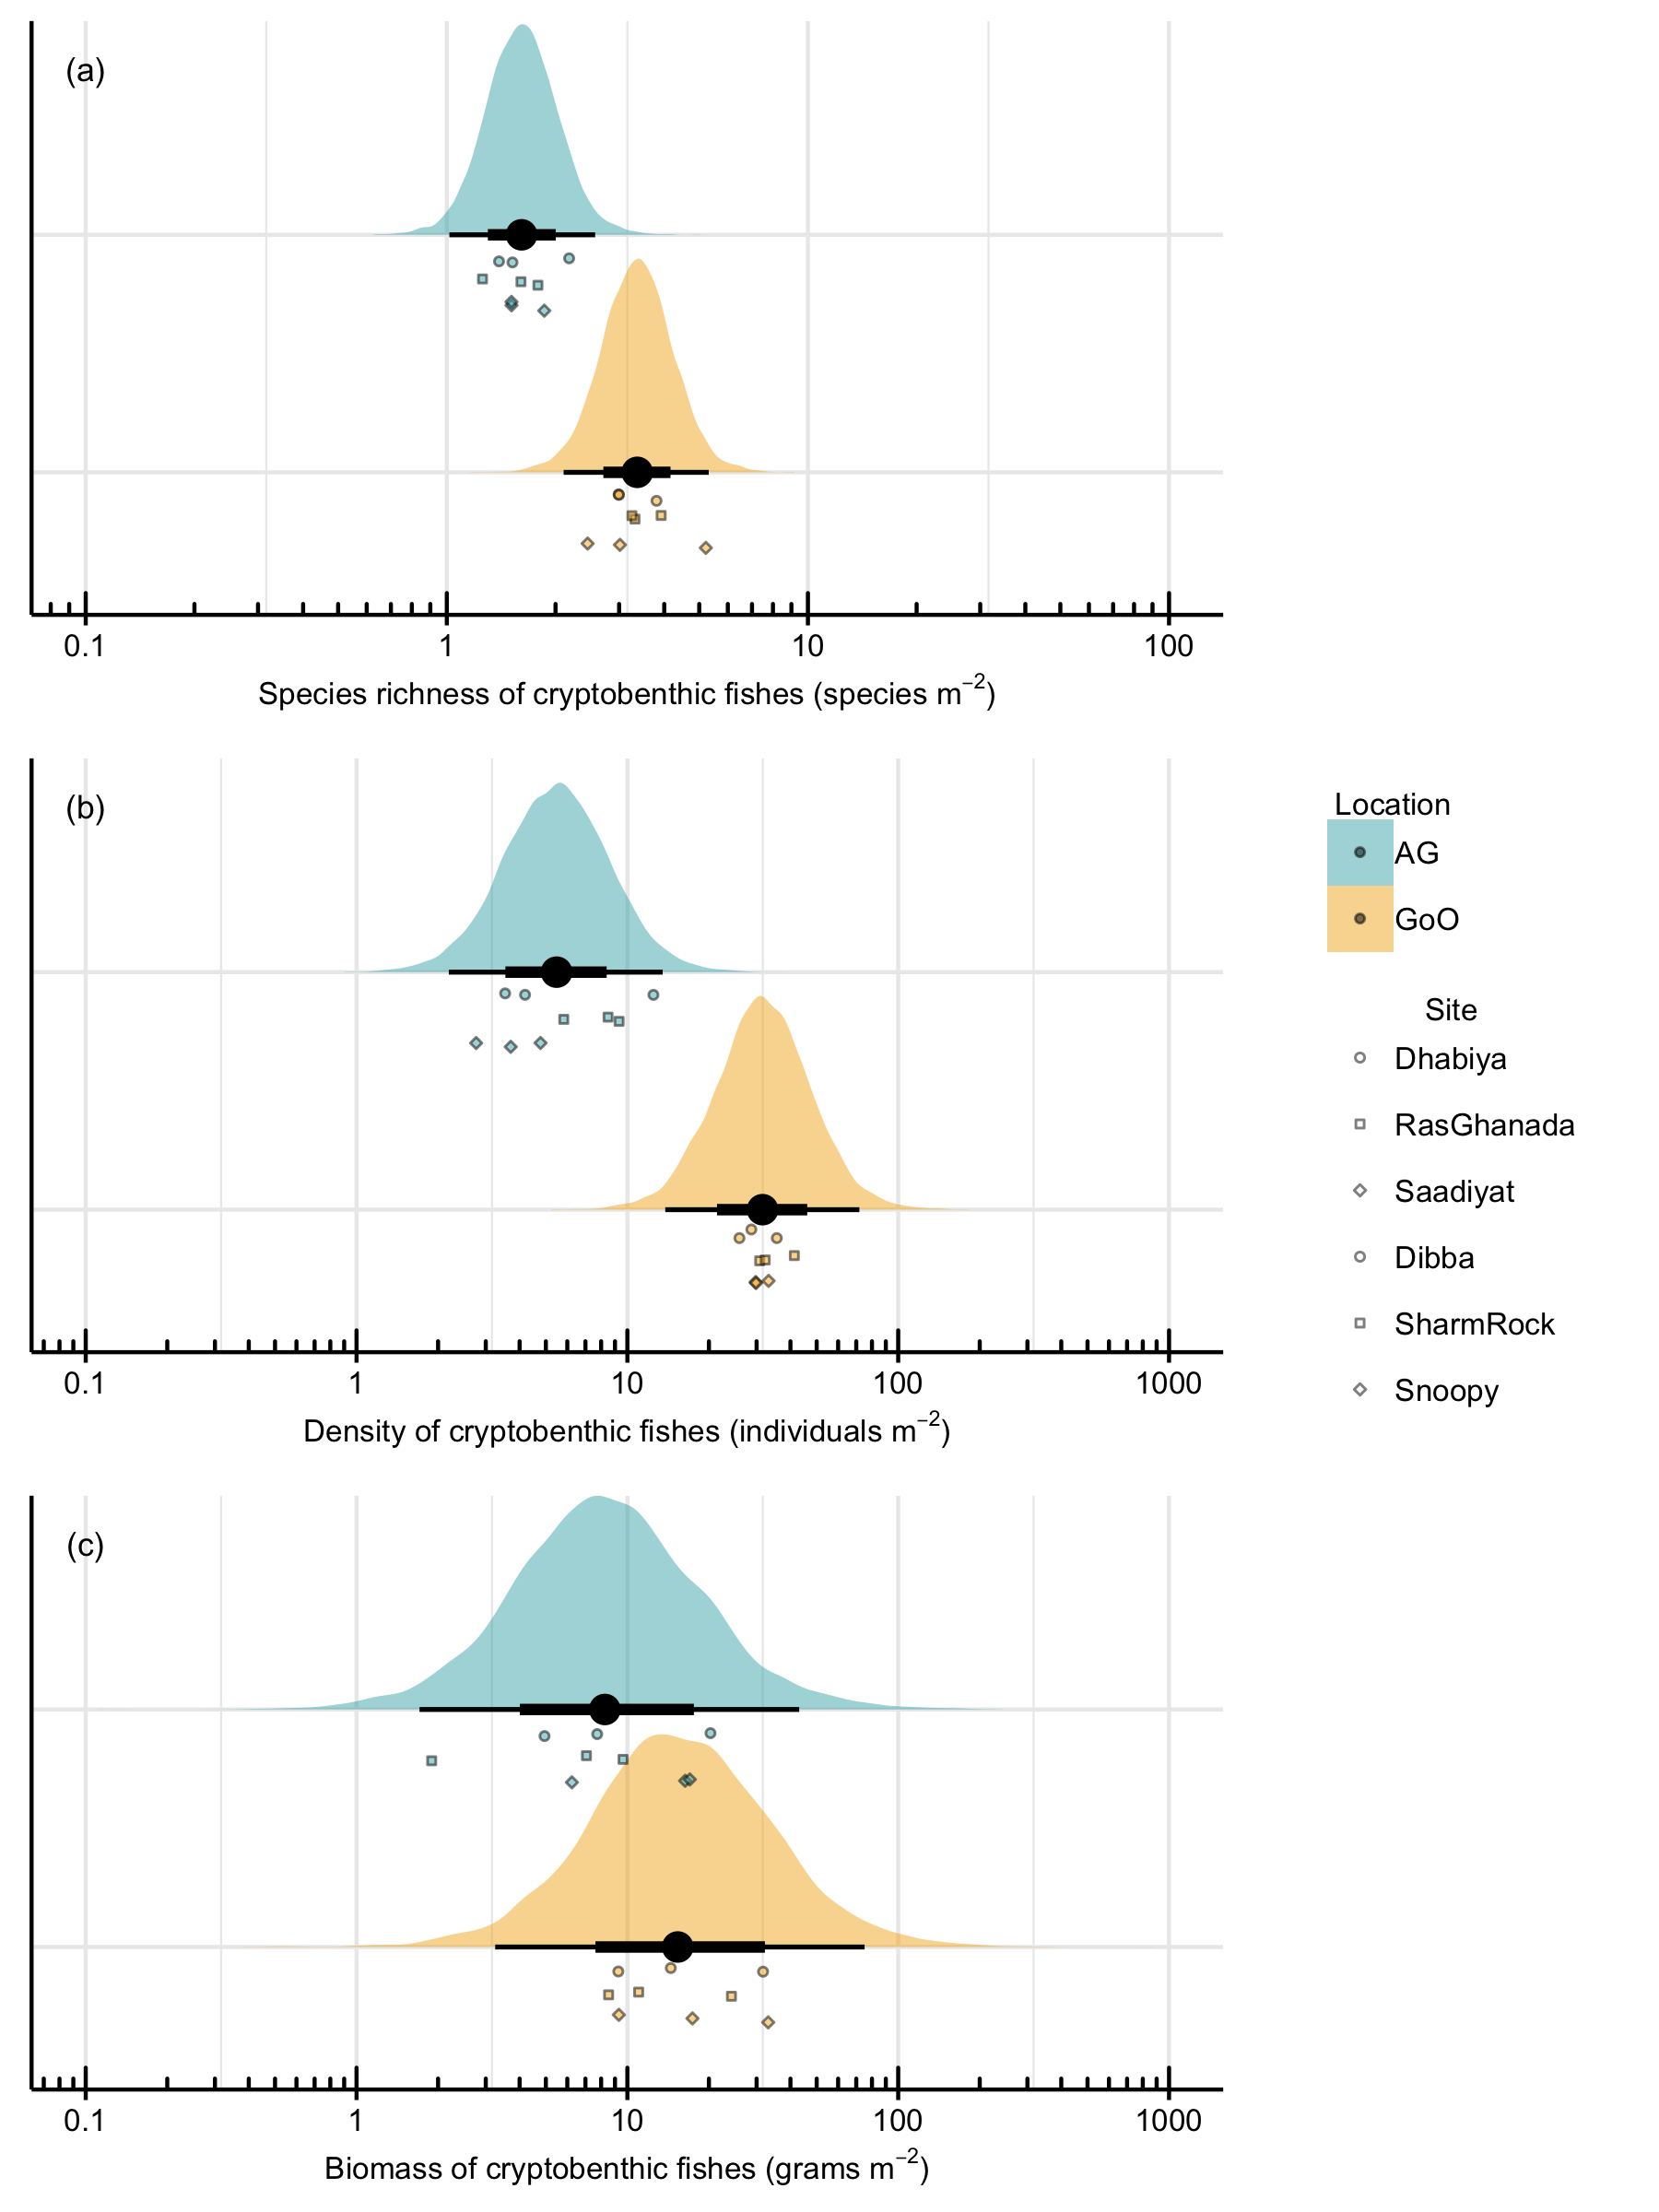 (a)
0.1 1 10 100
Species richness of cryptobenthic fishes (species m⁻²)
(b)
0.1 1 10 100 1000
Density of cryptobenthic fishes (individuals m⁻²)
(c)
0.1 1 10 100 1000
Biomass of cryptobenthic fishes (grams m⁻²)
Location
AG
GoO
Site
Dhabiya
RasGhanada
Saadiyat
Dibba
SharmRock
Snoopy